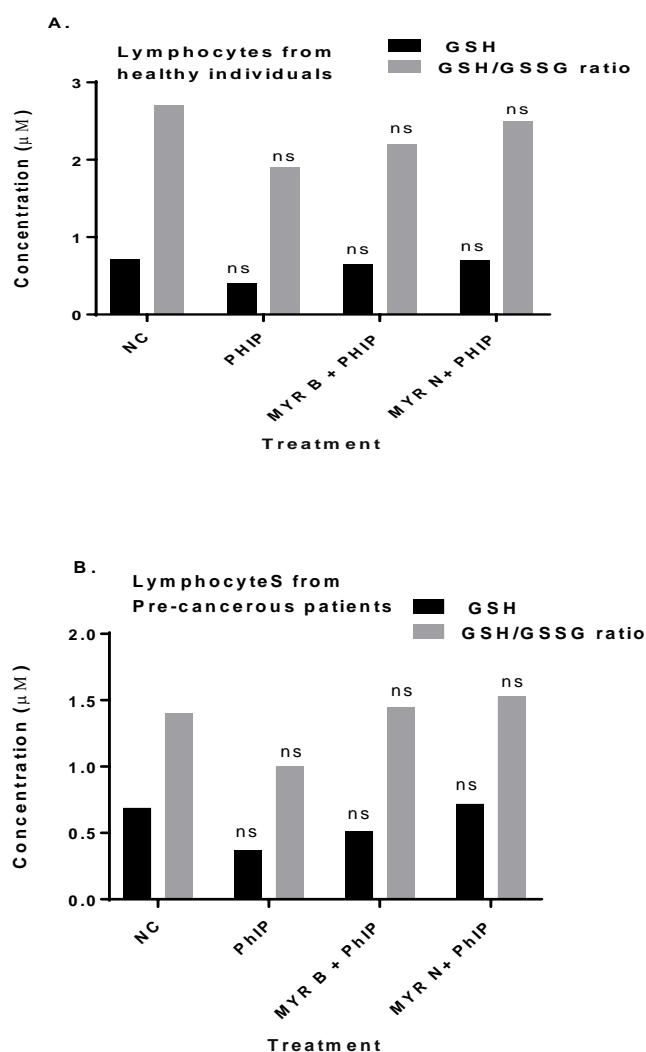 A.
Lymphocytes from
healthy individuals
GSH
GSH/GSSG ratio
Concentration (μM)
3
2
1
0
ns
ns
ns
ns
ns
ns
NC
PHIP
MYR B + PHIP
MYR N+ PHIP
Treatment
B.
LymphocyteS from
Pre-cancerous patients
GSH
GSH/GSSG ratio
Concentration (μM)
2.0
1.5
1.0
0.5
0.0
ns
ns
ns
ns
ns
ns
NC
PhIP
MYR B + PhIP
MYR N+ PhIP
Treatment